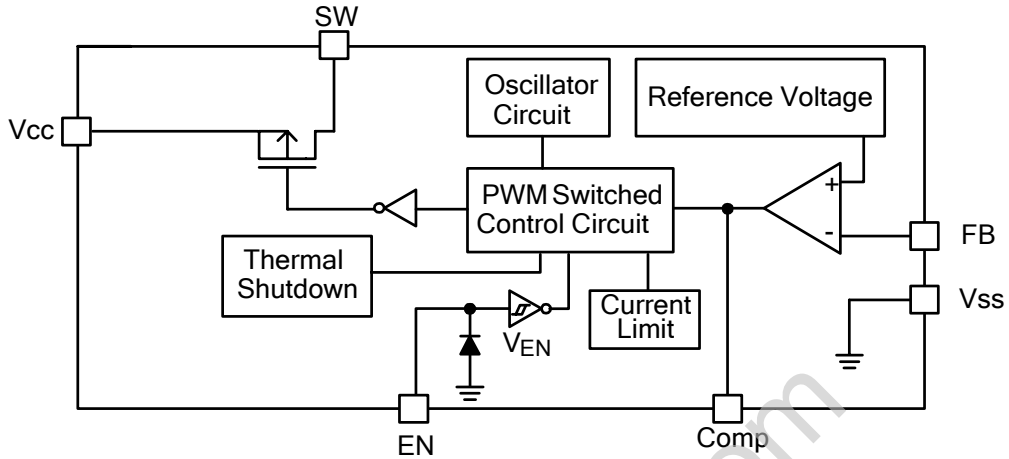 SW
Oscillator
Circuit
Reference Voltage
Vcc
PWM Switched
Control Circuit
+
-
FB
Thermal
Shutdown
Current
Limit
Vss
VEN
EN
Comp
om